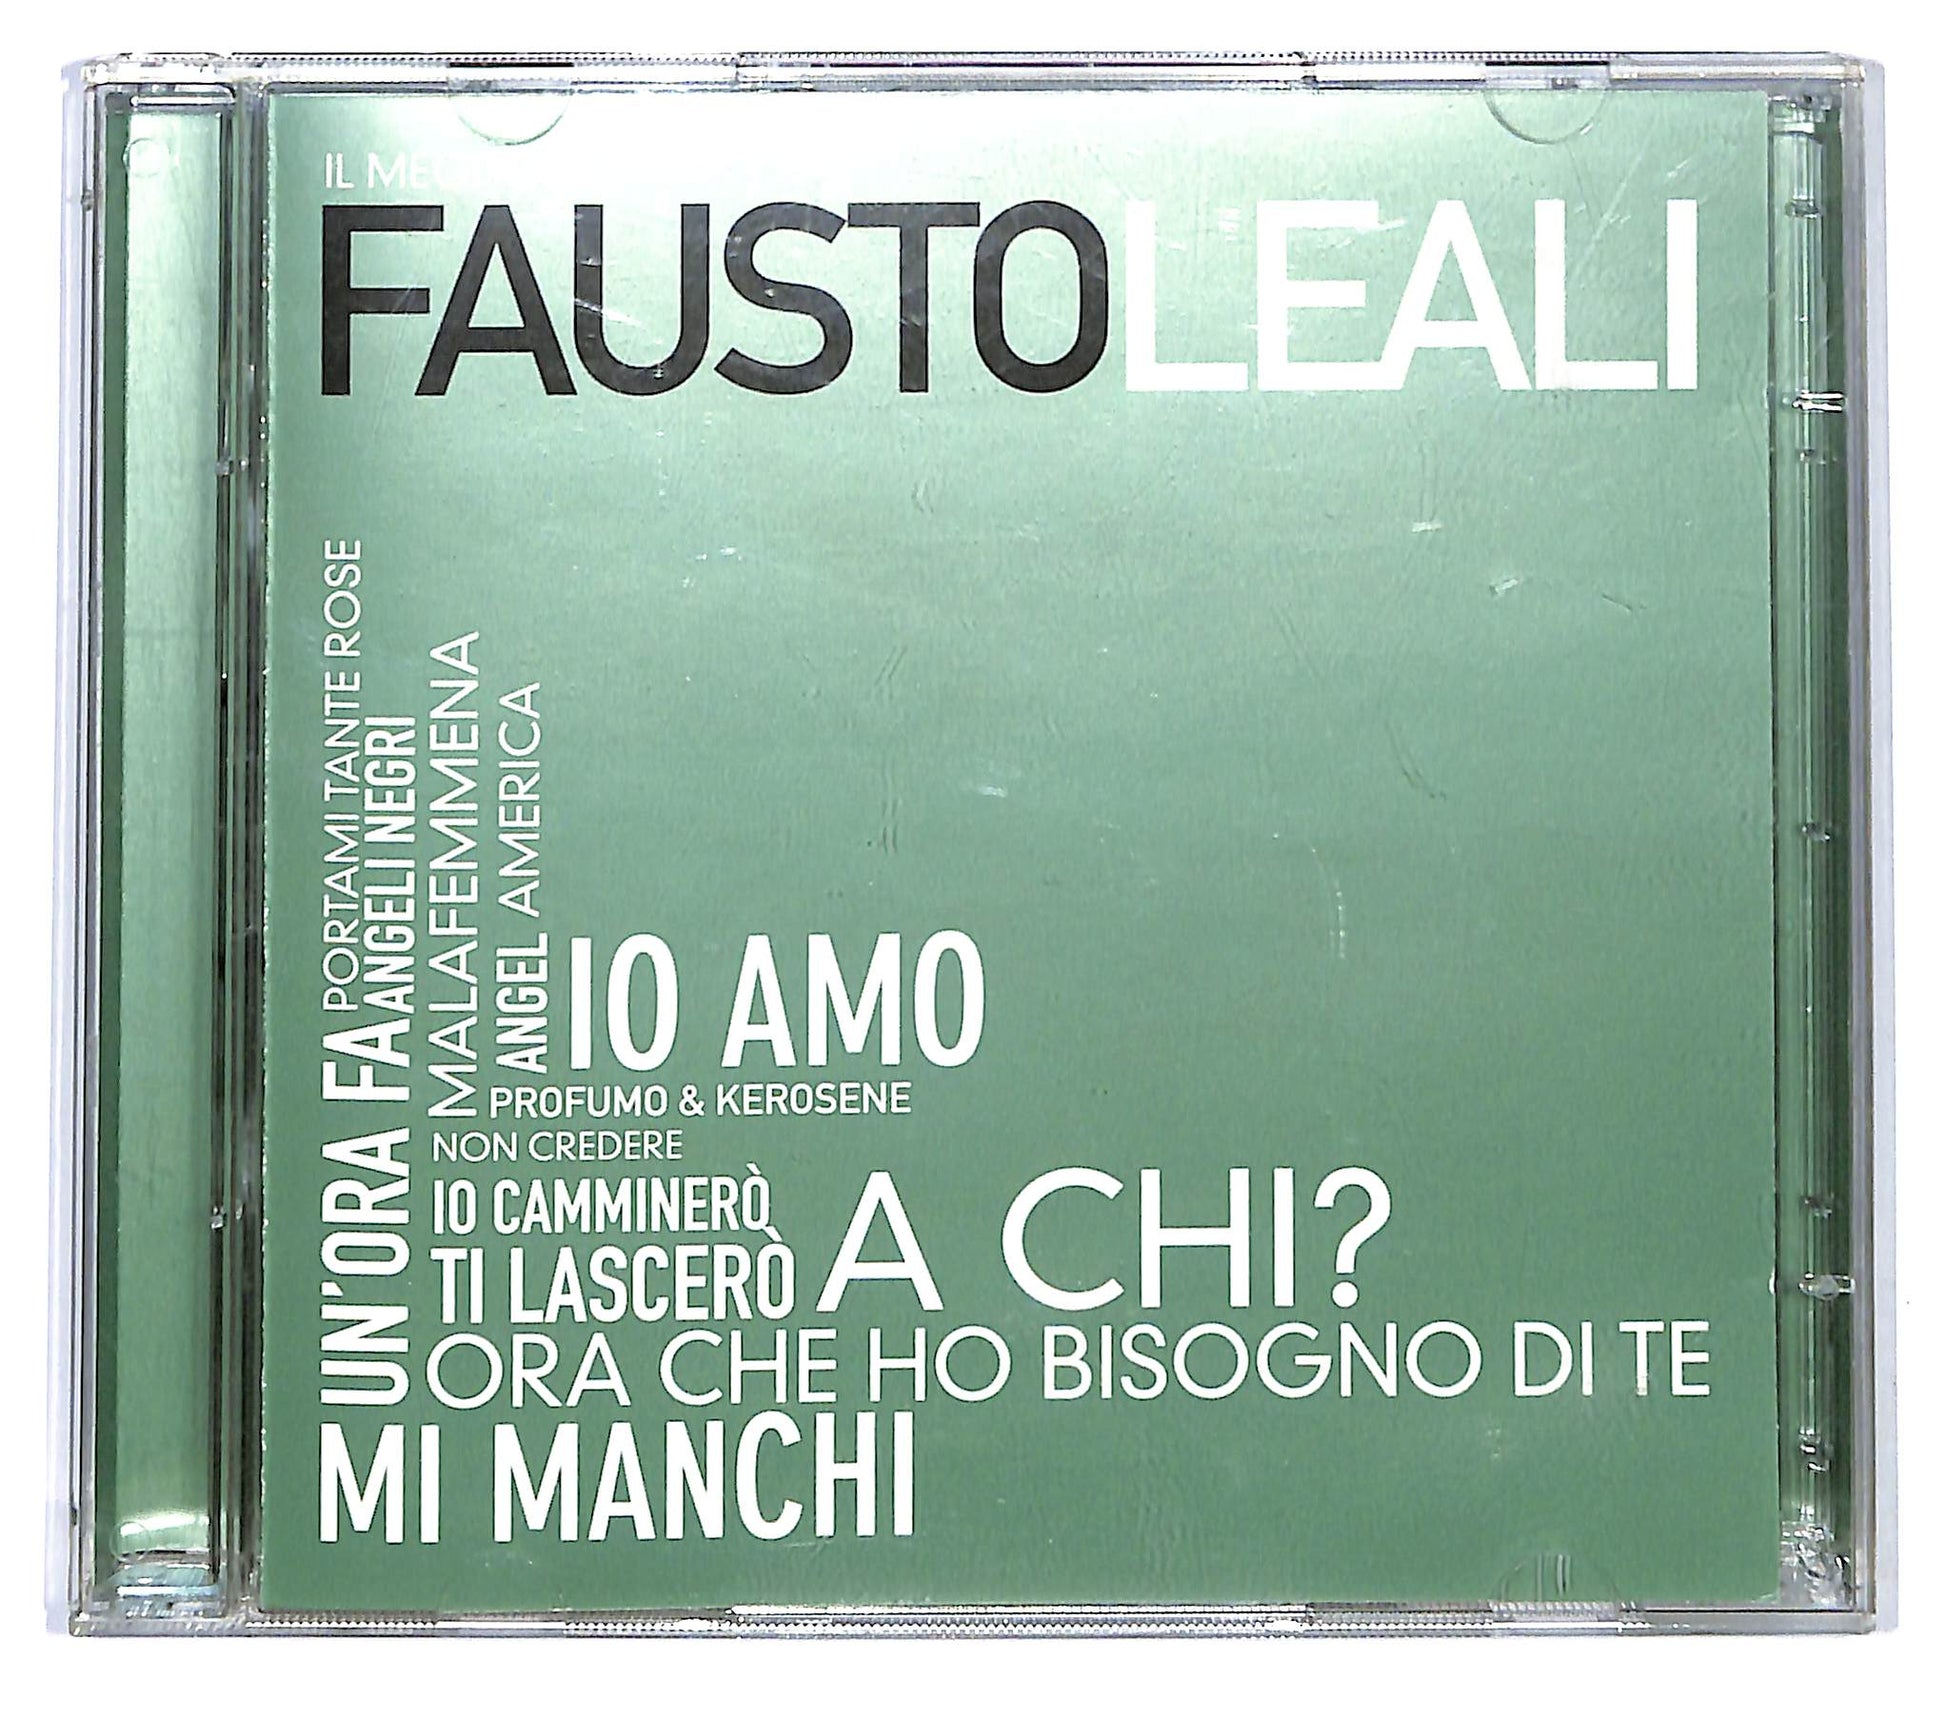 IL
FAUSTOLEALI
PORTAMI TANTE ROSE
ANGELI NEGRI
MALAFEMMENA
ANGEL AMERICA
UN'ORA FA
IO AMO
PROFUMO & KEROSENE
NON CREDERE
IO CAMMINERÒ
TI LASCERÒ
A CHI?
ORA CHE HO BISOGNO DI TE
MI MANCHI